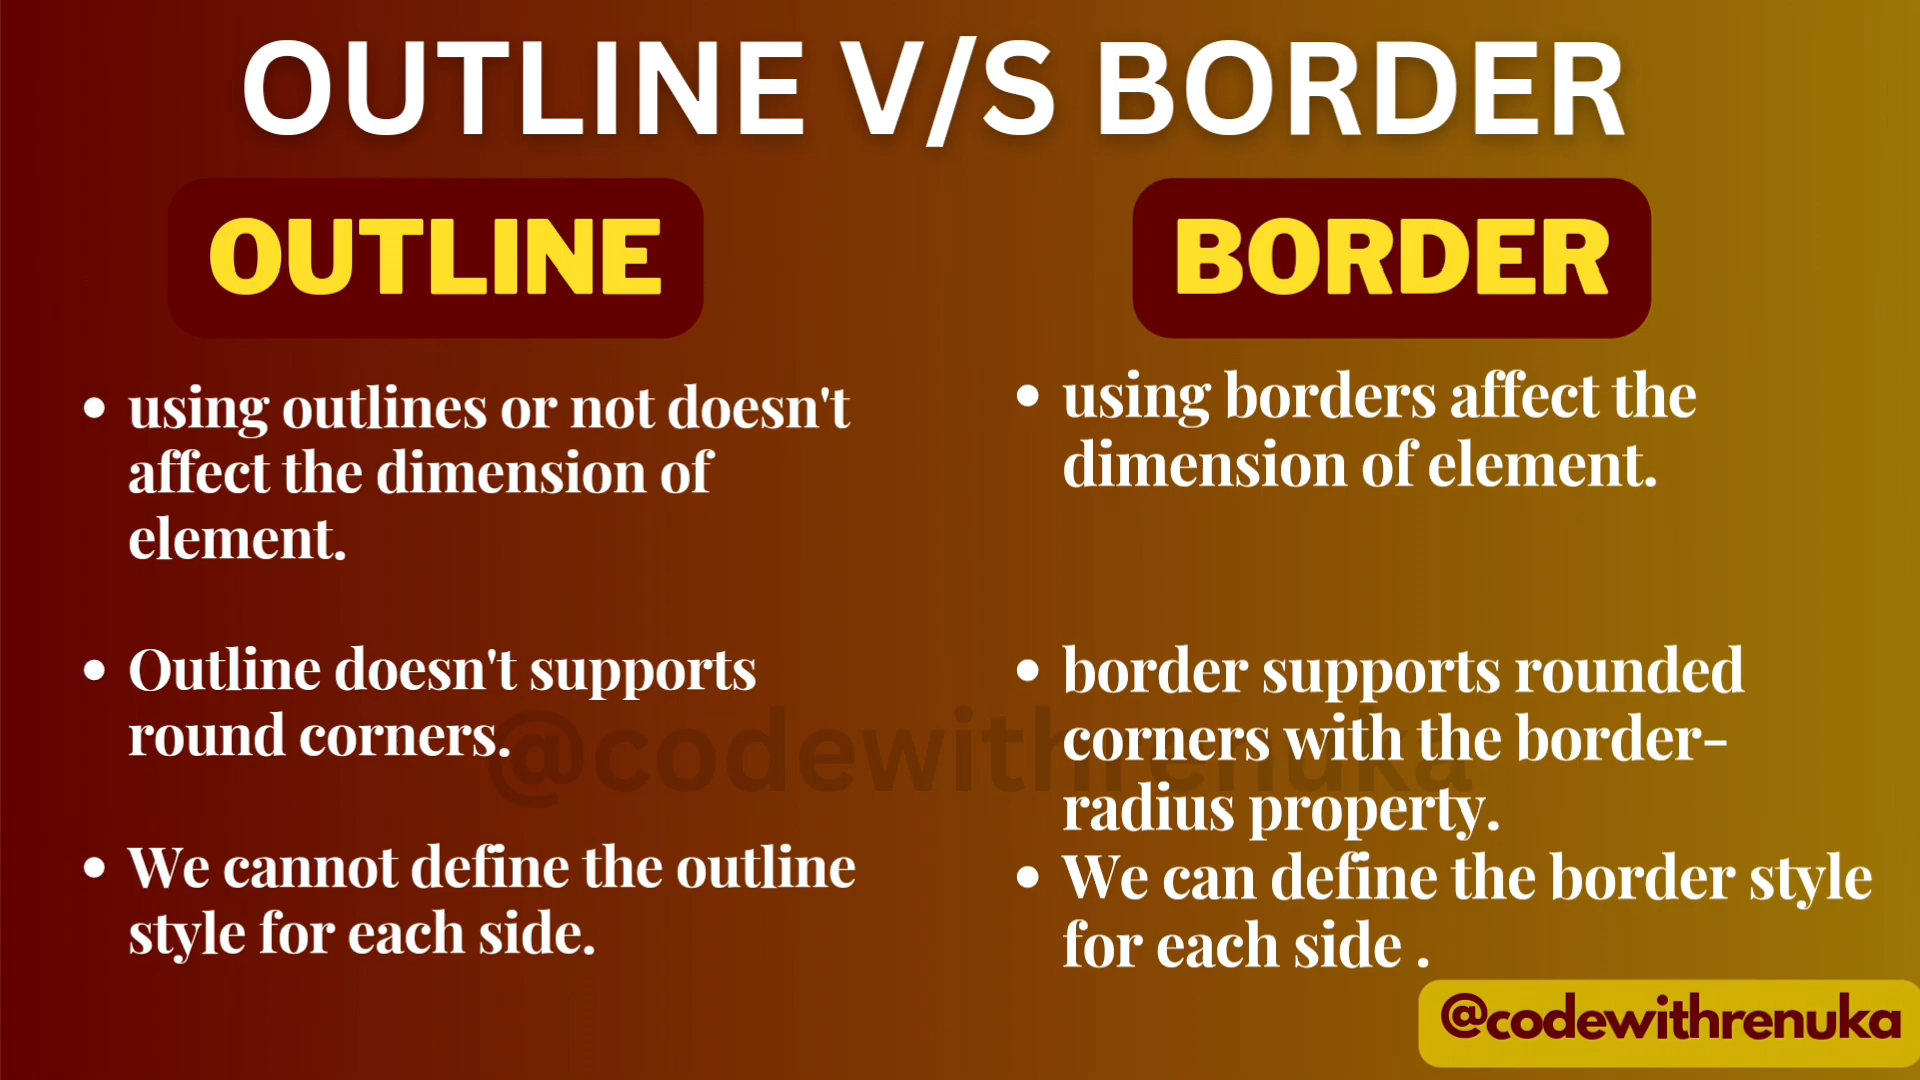 OUTLINE V/S BORDER
OUTLINE
• using outlines or not doesn't
affect the dimension of
element.
• Outline doesn't supports
round corners.
• We cannot define the outline
style for each side.
BORDER
• using borders affect the
dimension of element.
• border supports rounded
corners with the border-
radius property.
• We can define the border style
for each side .
@codewithrenuka
@codewithrenuka